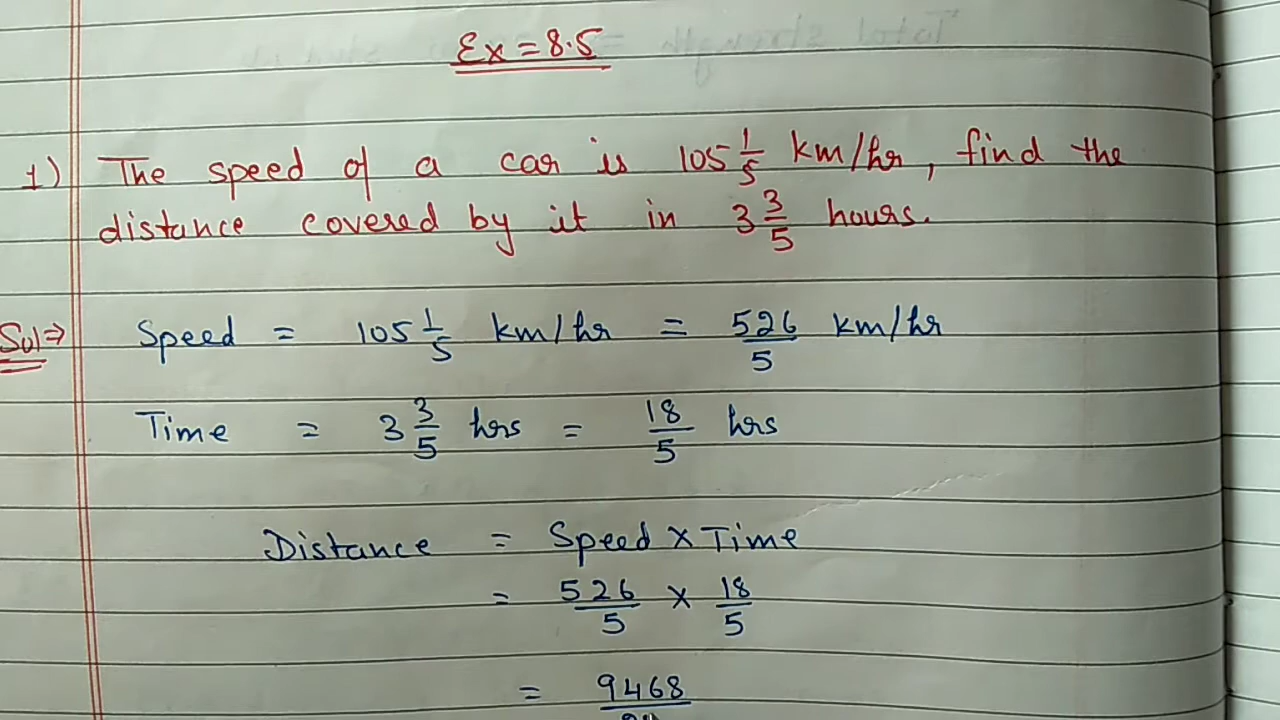 Ex = 8.5
1) The speed of a car is 105 1/5 km/hr, find the
distance covered by it in 3 3/5 hours.
Sol⇒ Speed = 105 1/5 km/hr = 526/5 km/hr
Time = 3 3/5 hrs = 18/5 hrs
Distance = Speed × Time
= 526/5 × 18/5
= 9468